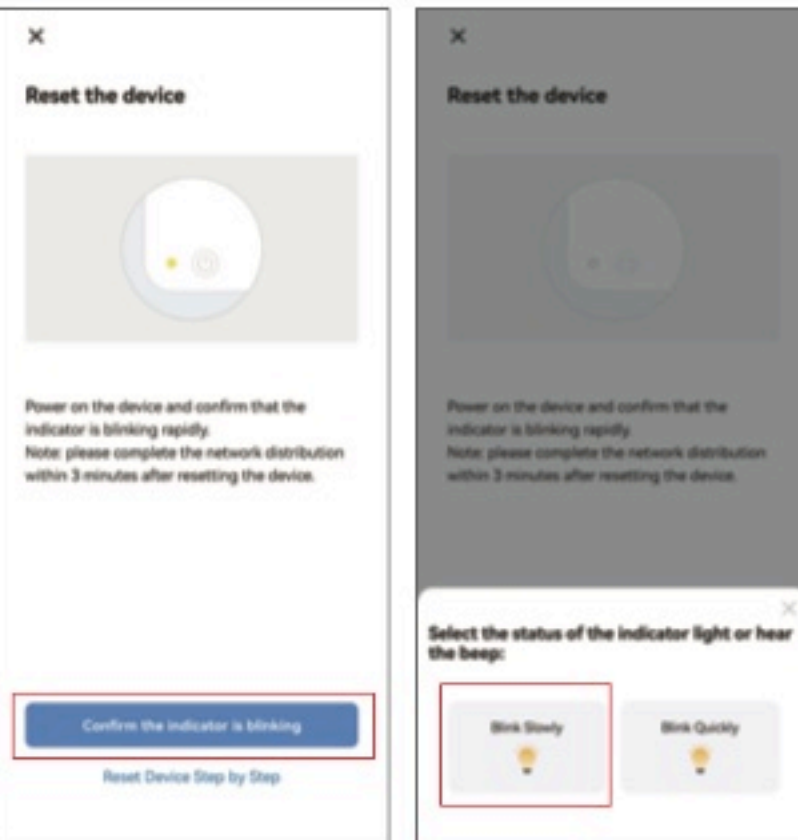 Reset the device
Power on the device and confirm that the
indicator is blinking rapidly.
Note: please complete the network distribution
within 3 minutes after resetting the device.
Confirm the indicator is blinking
Reset Device Step by Step
Reset the device
Power on the device and confirm that the
indicator is blinking rapidly.
Note: please complete the network distribution
within 3 minutes after resetting the device.
Select the status of the indicator light or hear
the beep:
Blink Slowly
Blink Quickly